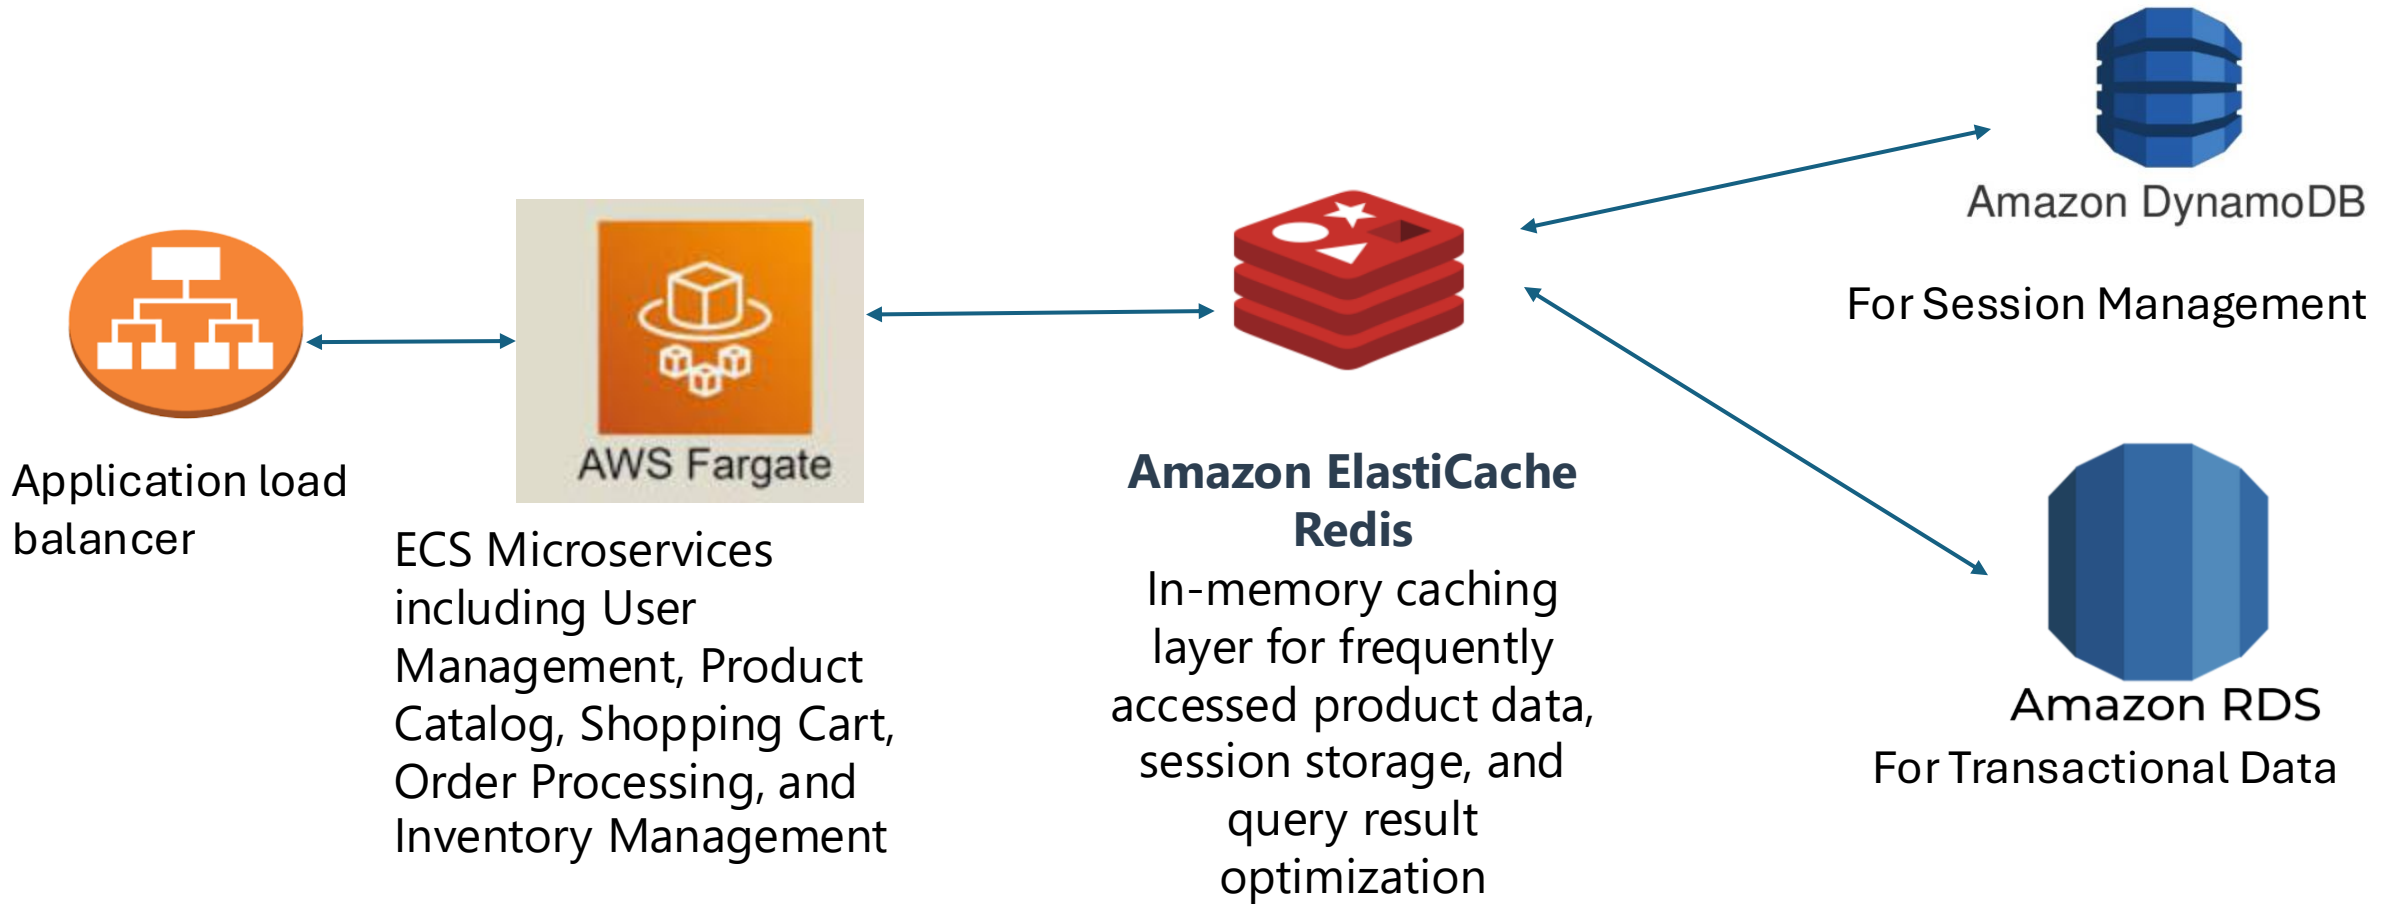 Application load
balancer
AWS Fargate
ECS Microservices
including User
Management, Product
Catalog, Shopping Cart,
Order Processing, and
Inventory Management
Amazon ElastiCache
Redis
In-memory caching
layer for frequently
accessed product data,
session storage, and
query result
optimization
Amazon DynamoDB
For Session Management
Amazon RDS
For Transactional Data